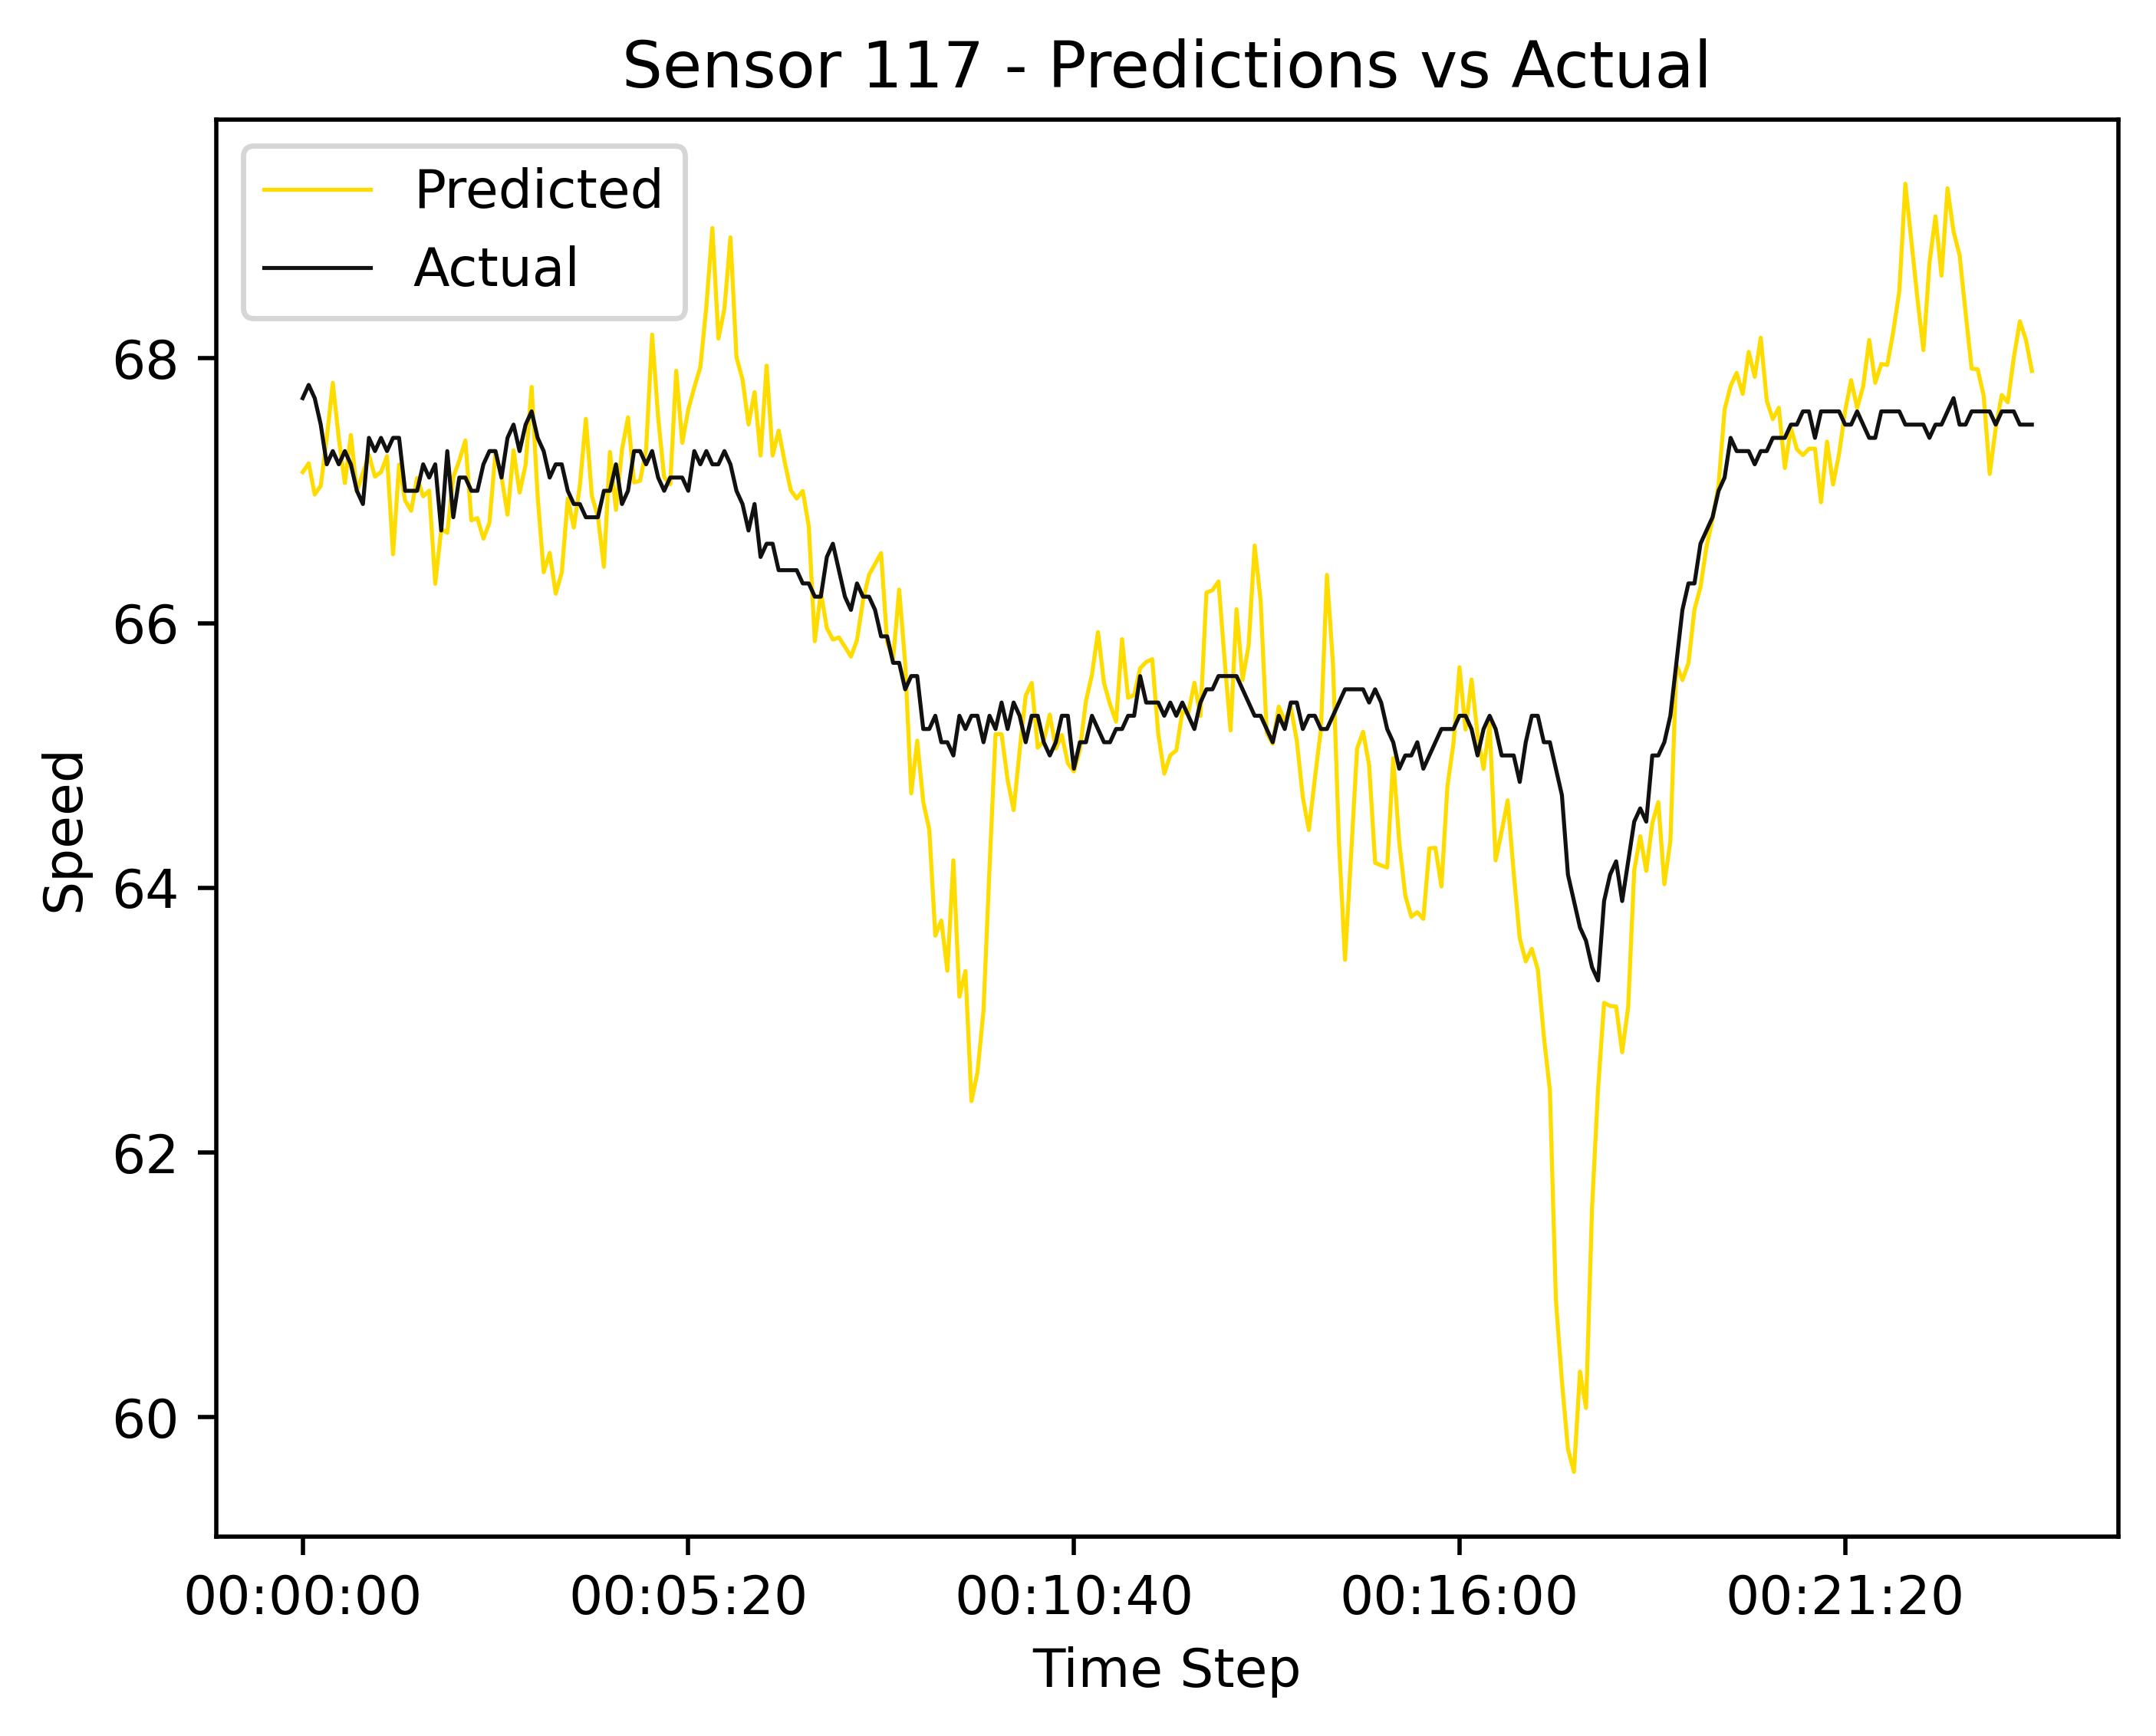 Sensor 117 - Predictions vs Actual
Predicted
Actual
68
66
64
62
60
Speed
00:00:00
00:05:20
00:10:40
00:16:00
00:21:20
Time Step